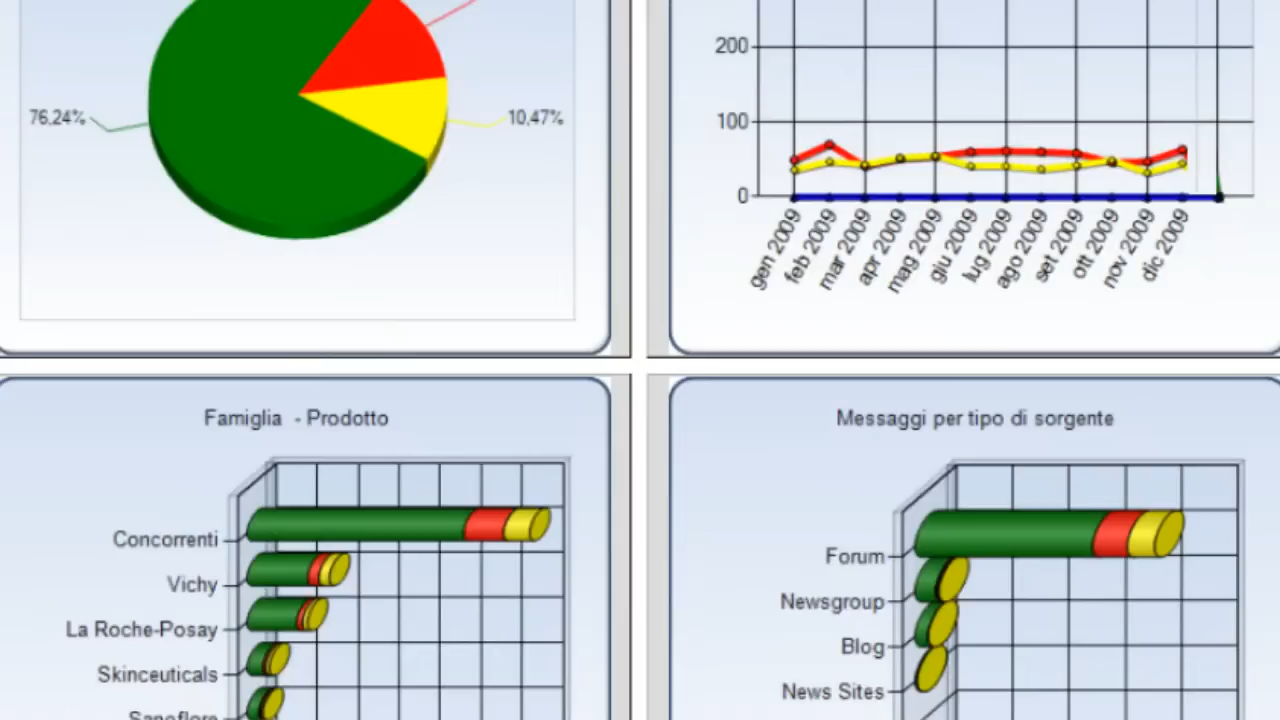 76,24%
10,47%
200
100
0
gen 2009
feb 2009
mar 2009
apr 2009
mag 2009
giu 2009
lug 2009
ago 2009
set 2009
ott 2009
nov 2009
dic 2009
Famiglia - Prodotto
Concorrenti
Vichy
La Roche-Posay
Skinceuticals
Sanoflore
Messaggi per tipo di sorgente
Forum
Newsgroup
Blog
News Sites